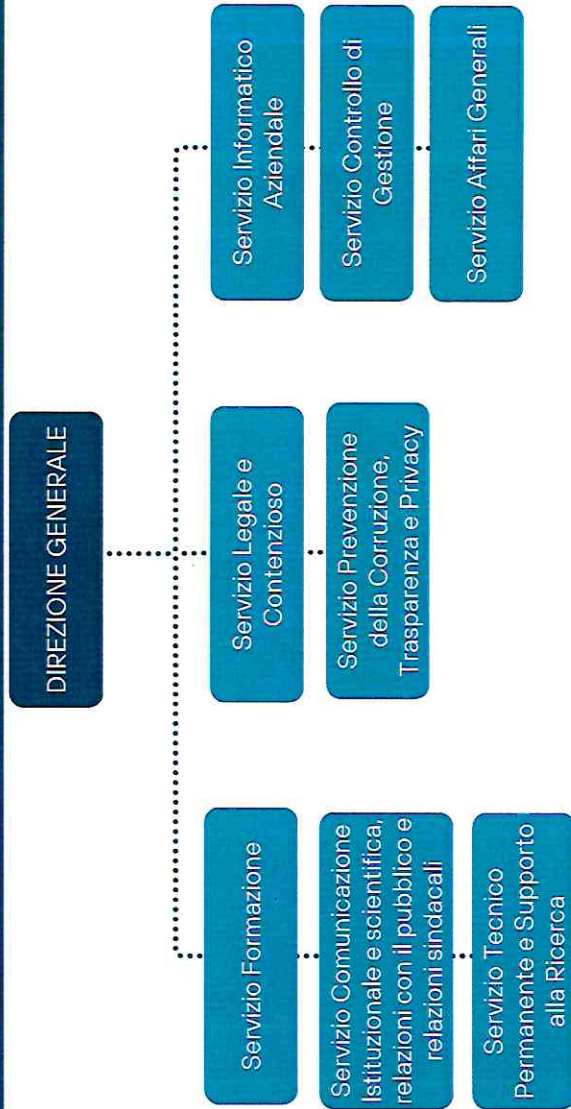 DIREZIONE GENERALE
Servizio Formazione
Servizio Comunicazione
Istituzionale e scientifica,
relazioni con il pubblico e
relazioni sindacali
Servizio Tecnico
Permanente e Supporto
alla Ricerca
Servizio Legale e
Contenzioso
Servizio Prevenzione
della Corruzione,
Trasparenza e Privacy
Servizio Informatico
Aziendale
Servizio Controllo di
Gestione
Servizio Affari Generali